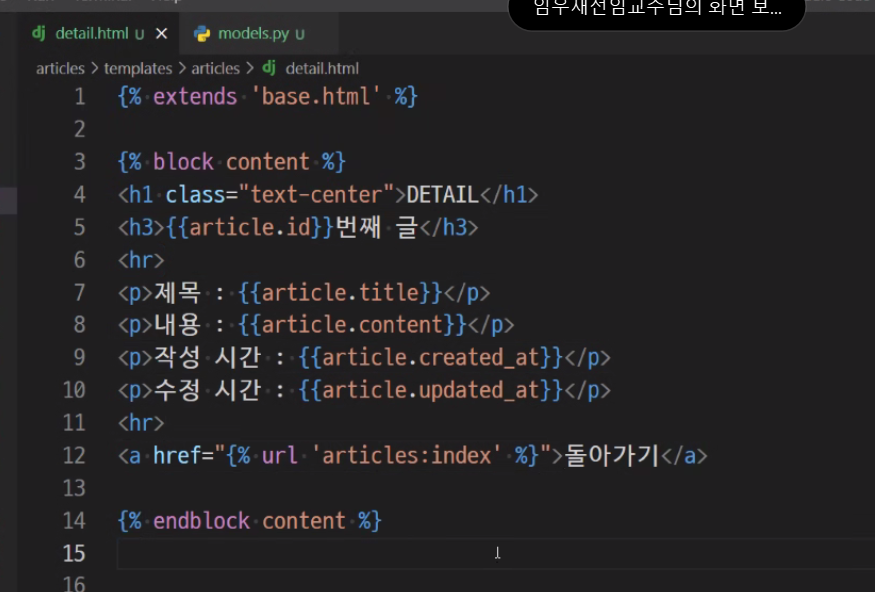 임우재전임교수님의 화면 보...
dj detail.html U ×
models.py U
articles > templates > articles > dj detail.html
1 {% extends 'base.html' %}
2
3 {% block content %}
4 <h1 class="text-center">DETAIL</h1>
5 <h3>{{article.id}}번째 글</h3>
6 <hr>
7 <p>제목 : {{article.title}}</p>
8 <p>내용 : {{article.content}}</p>
9 <p>작성 시간 : {{article.created_at}}</p>
10 <p>수정 시간 : {{article.updated_at}}</p>
11 <hr>
12 <a href="{% url 'articles:index' %}">돌아가기</a>
13
14 {% endblock content %}
15
16